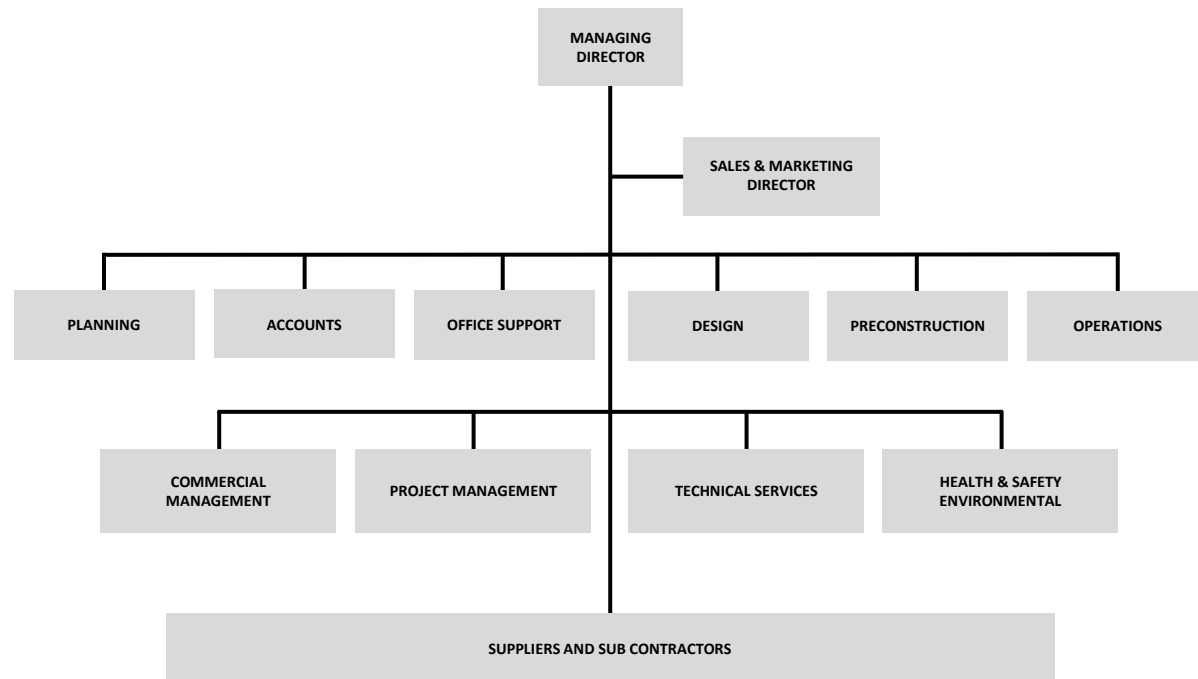 MANAGING
DIRECTOR
SALES & MARKETING
DIRECTOR
PLANNING
ACCOUNTS
OFFICE SUPPORT
DESIGN
PRECONSTRUCTION
OPERATIONS
COMMERCIAL
MANAGEMENT
PROJECT MANAGEMENT
TECHNICAL SERVICES
HEALTH & SAFETY
ENVIRONMENTAL
SUPPLIERS AND SUB CONTRACTORS